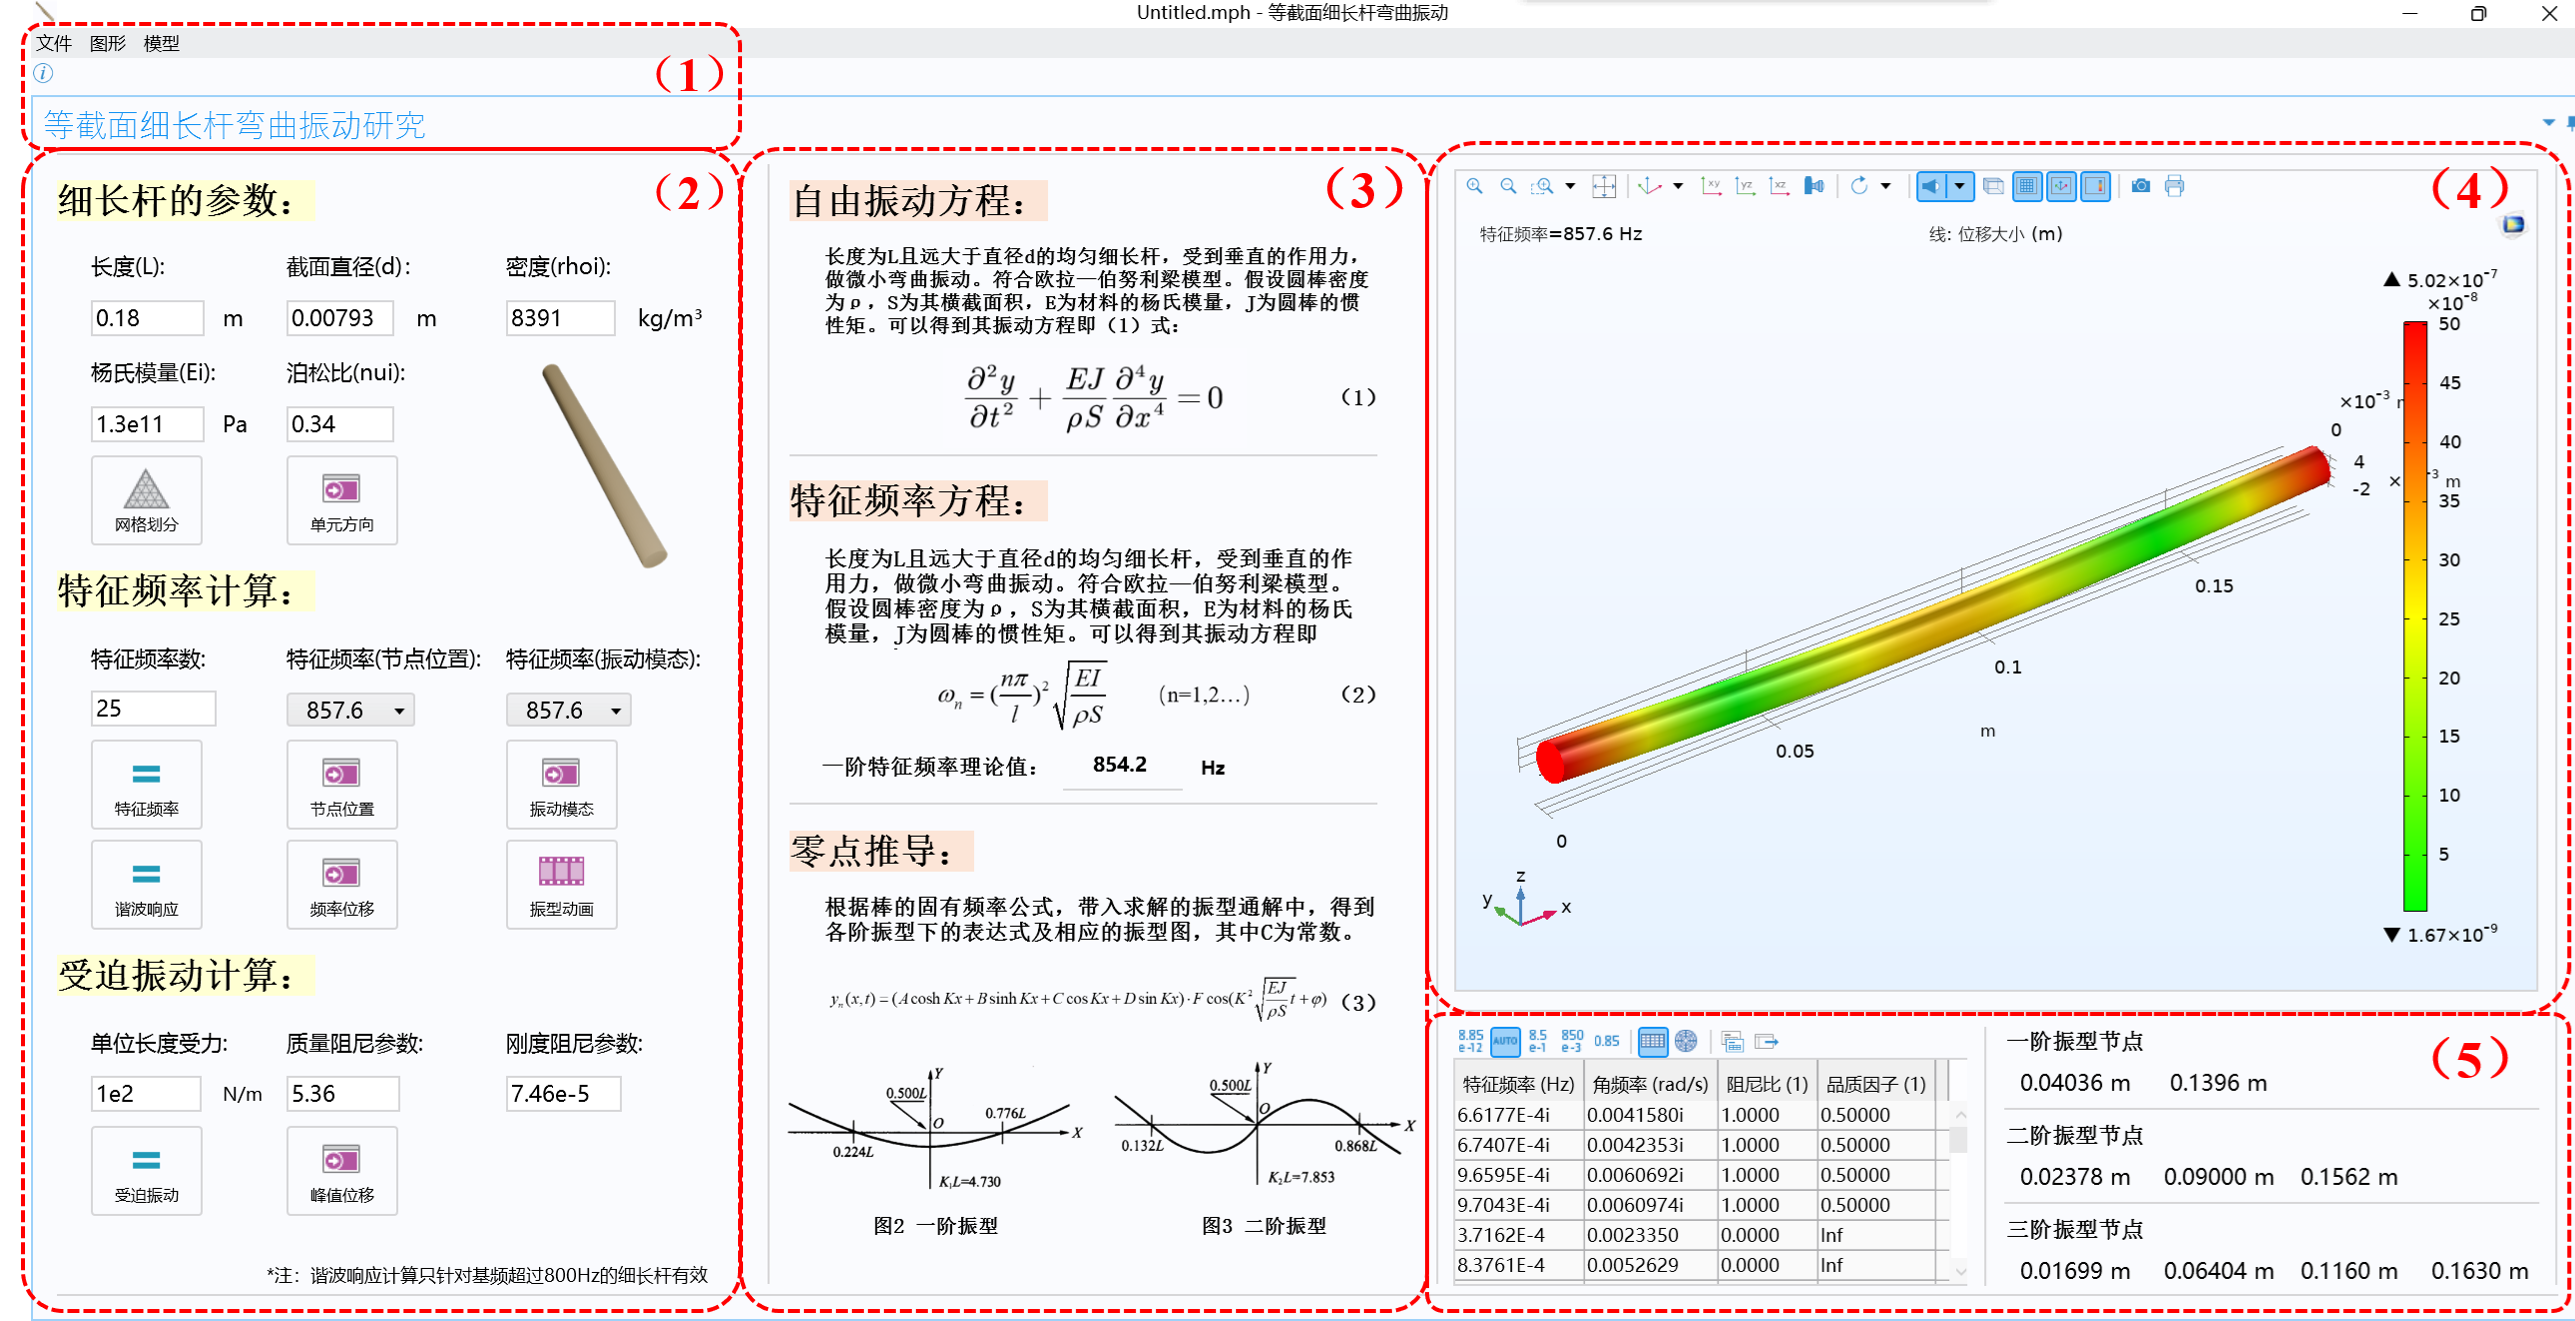 Untitled.mph - 等截面细长杆弯曲振动
文件 图形 模型
（1）
等截面细长杆弯曲振动研究
（2）
细长杆的参数：
长度(L): 截面直径(d): 密度(rhoi):
0.18 m 0.00793 m 8391 kg/m³
杨氏模量(Ei): 泊松比(nui):
1.3e11 Pa 0.34
网格划分 单元方向
特征频率计算：
特征频率数: 特征频率(节点位置): 特征频率(振动模态):
25 857.6 857.6
特征频率 节点位置 振动模态
谐波响应 频率位移 振型动画
受迫振动计算：
单位长度受力: 质量阻尼参数: 刚度阻尼参数:
1e2 N/m 5.36 7.46e-5
受迫振动 峰值位移
*注：谐波响应计算只针对基频超过800Hz的细长杆有效
（3）
自由振动方程：
长度为L且远大于直径d的均匀细长杆，受到垂直的作用力，
做微小弯曲振动。符合欧拉—伯努利梁模型。假设圆棒密度
为ρ，S为其横截面积，E为材料的杨氏模量，J为圆棒的惯
性矩。可以得到其振动方程即（1）式：
∂²y/∂t² + EJ/ρS ∂⁴y/∂x⁴ = 0 （1）
特征频率方程：
长度为L且远大于直径d的均匀细长杆，受到垂直的作
用力，做微小弯曲振动。符合欧拉—伯努利梁模型。
假设圆棒密度为ρ，S为其横截面积，E为材料的杨氏
模量，J为圆棒的惯性矩。可以得到其振动方程即
ωₙ = (nπ/l)² √(EI/ρS) (n=1,2…) （2）
一阶特征频率理论值： 854.2 Hz
零点推导：
根据棒的固有频率公式，带入求解的振型通解中，得到
各阶振型下的表达式及相应的振型图，其中C为常数。
yₙ(x,t) = (A cosh Kx + B sinh Kx + C cos Kx + D sin Kx)·F cos(K² √(EJ/ρS) t + φ) （3）
Y 0.500L 0.776L O X 0.224L K₁L=4.730
Y 0.500L O X 0.132L 0.868L K₂L=7.853
图2 一阶振型 图3 二阶振型
（4）
xy yz xz
特征频率=857.6 Hz 线: 位移大小 (m)
▲ 5.02×10⁻⁷
×10⁻⁸
50
45
40
35
30
25
20
15
10
5
▼ 1.67×10⁻⁹
×10⁻³
0
4
-2 × ⁻³ m
0.15
0.1
m
0.05
0
z
y x
（5）
8.85e-12 AUTO 8.5e-1 850e-3 0.85
特征频率 (Hz) 角频率 (rad/s) 阻尼比 (1) 品质因子 (1)
6.6177E-4i 0.0041580i 1.0000 0.50000
6.7407E-4i 0.0042353i 1.0000 0.50000
9.6595E-4i 0.0060692i 1.0000 0.50000
9.7043E-4i 0.0060974i 1.0000 0.50000
3.7162E-4 0.0023350 0.0000 Inf
8.3761E-4 0.0052629 0.0000 Inf
一阶振型节点
0.04036 m 0.1396 m
二阶振型节点
0.02378 m 0.09000 m 0.1562 m
三阶振型节点
0.01699 m 0.06404 m 0.1160 m 0.1630 m